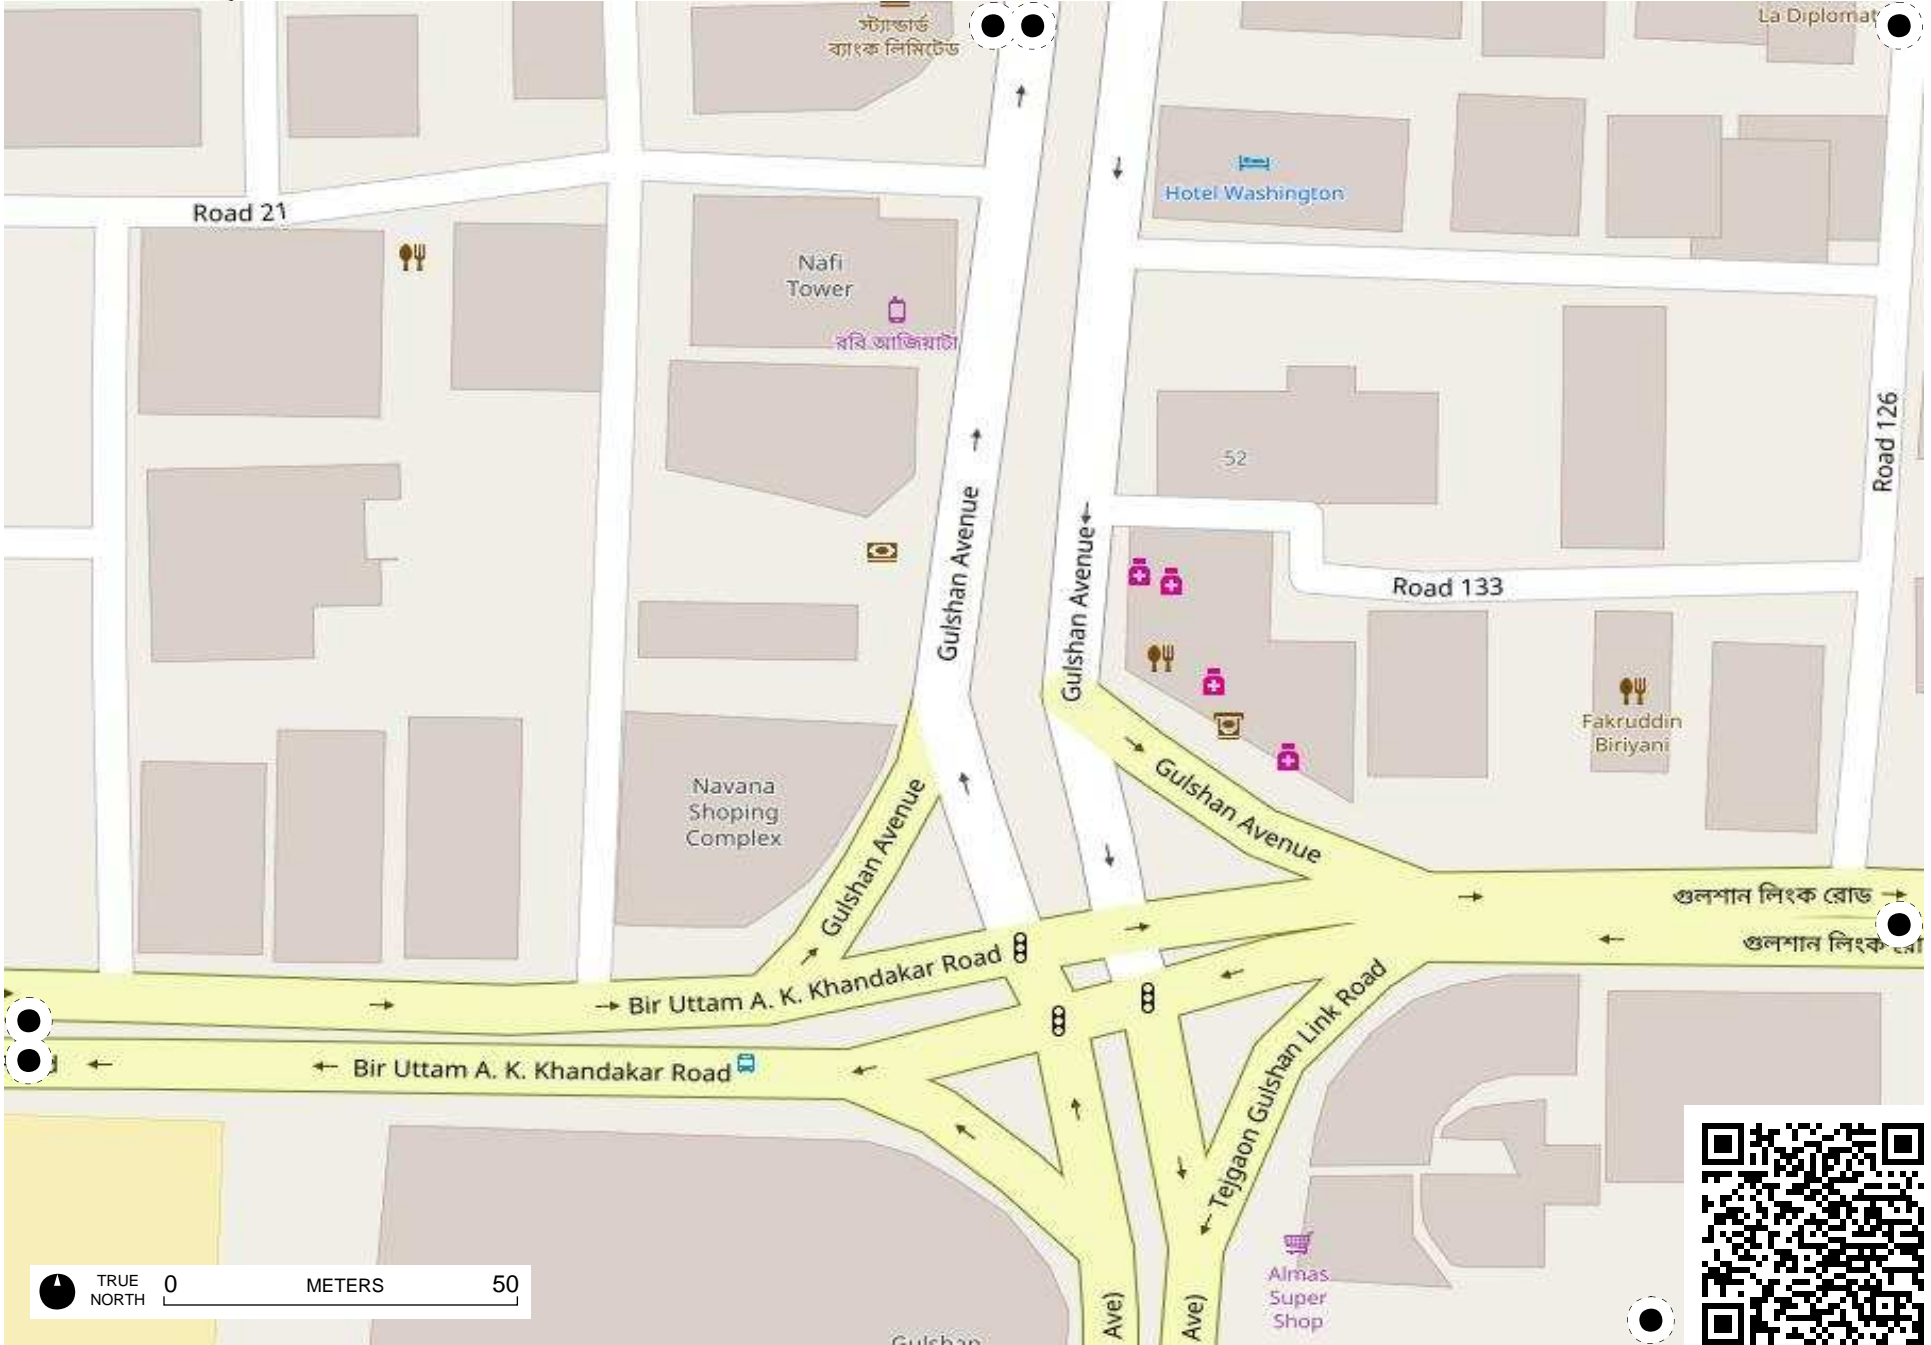 স্ট্যান্ডার্ড
ব্যাংক লিমিটেড
La Diplomat
Hotel Washington
Road 21
Nafi
Tower
রবি আজিয়াটা
52
Road 126
Gulshan Avenue
Gulshan Avenue
Road 133
Fakruddin
Biriyani
Navana
Shoping
Complex
Gulshan Avenue
Gulshan Avenue
গুলশান লিংক রোড
গুলশান লিংক
Bir Uttam A. K. Khandakar Road
Bir Uttam A. K. Khandakar Road
Tejgaon Gulshan Link Road
Almas
Super
Shop
TRUE
NORTH
0 METERS 50
Ave)
Ave)
Gulshan